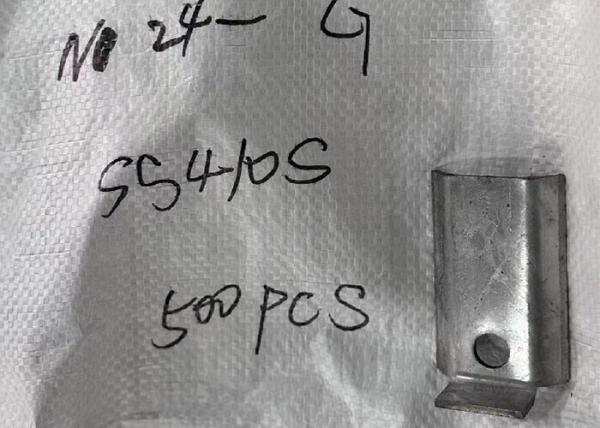 No 24- G
SS410S
500 PCS